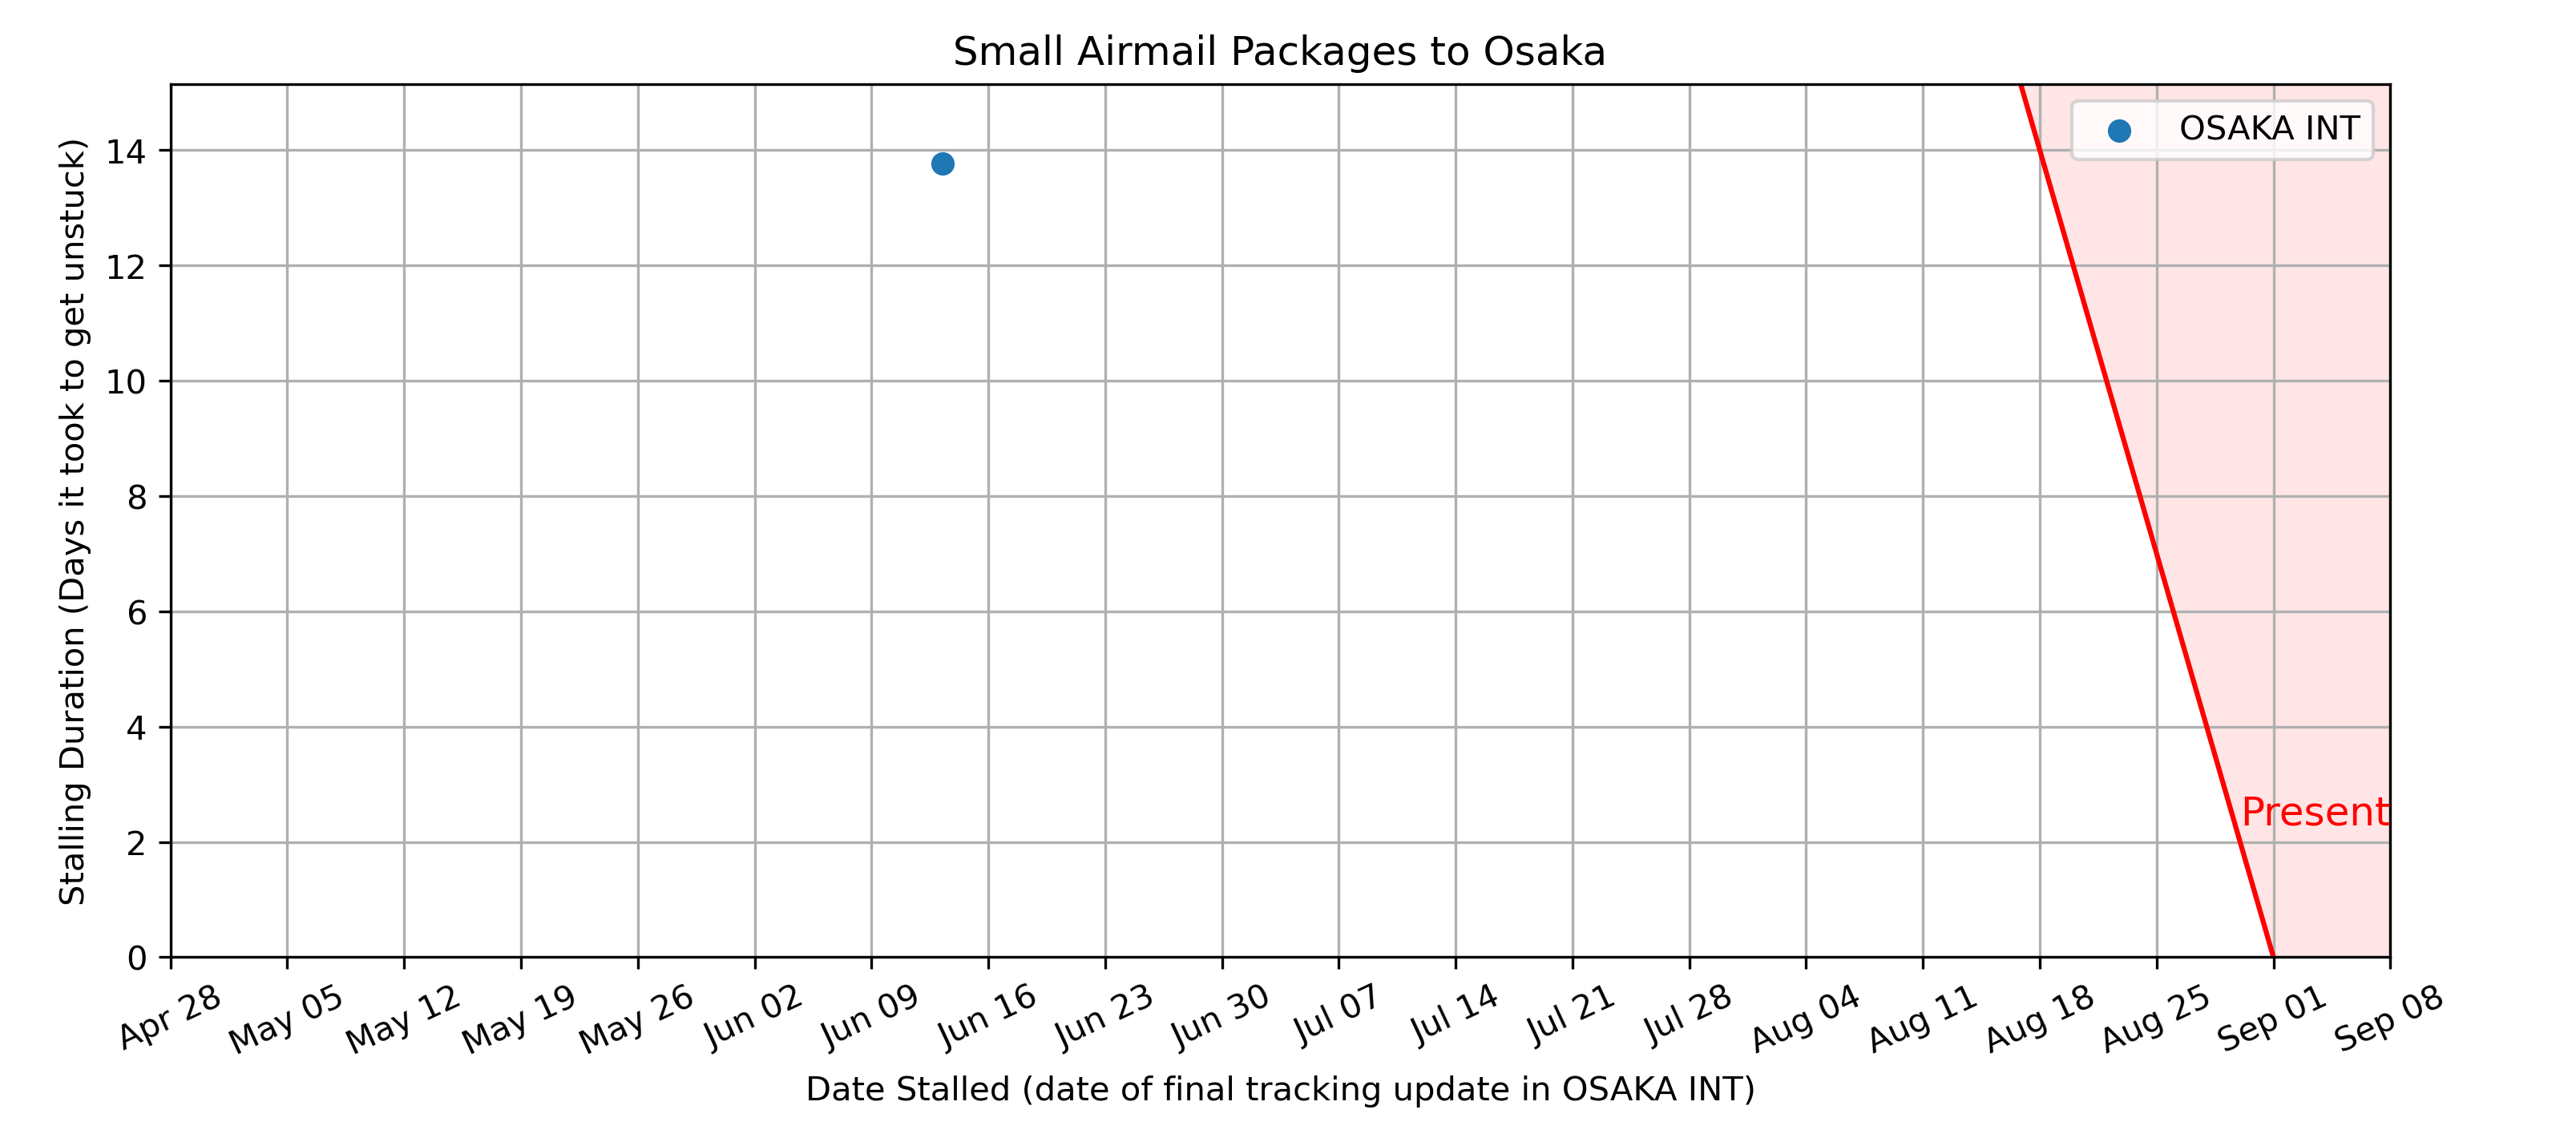 Small Airmail Packages to Osaka
OSAKA INT
Stalling Duration (Days it took to get unstuck)
14
12
10
8
6
4
2
0
Present
Apr 28 May 05 May 12 May 19 May 26 Jun 02 Jun 09 Jun 16 Jun 23 Jun 30 Jul 07 Jul 14 Jul 21 Jul 28 Aug 04 Aug 11 Aug 18 Aug 25 Sep 01 Sep 08
Date Stalled (date of final tracking update in OSAKA INT)